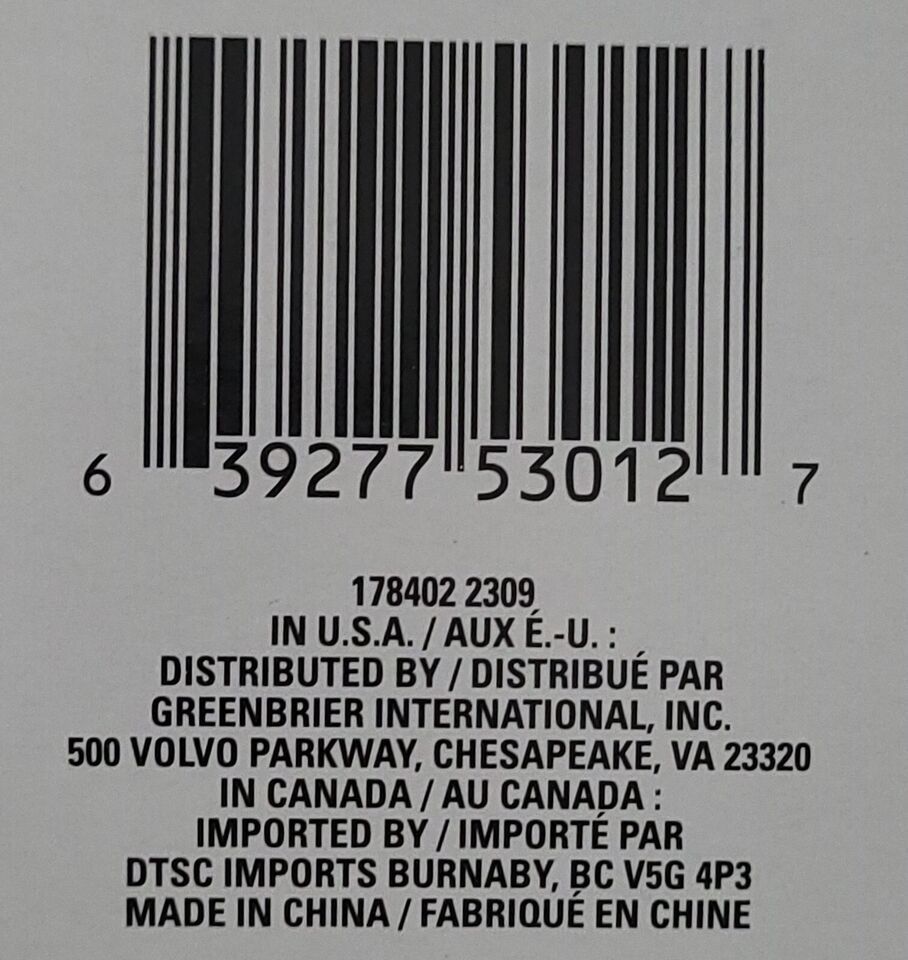 6 39277 53012 7
178402 2309
IN U.S.A. / AUX É.-U. :
DISTRIBUTED BY / DISTRIBUÉ PAR
GREENBRIER INTERNATIONAL, INC.
500 VOLVO PARKWAY, CHESAPEAKE, VA 23320
IN CANADA / AU CANADA :
IMPORTED BY / IMPORTÉ PAR
DTSC IMPORTS BURNABY, BC V5G 4P3
MADE IN CHINA / FABRIQUÉ EN CHINE